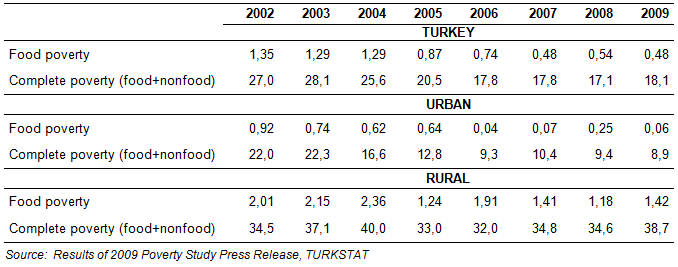 2002 2003 2004 2005 2006 2007 2008 2009
TURKEY
Food poverty 1,35 1,29 1,29 0,87 0,74 0,48 0,54 0,48
Complete poverty (food+nonfood) 27,0 28,1 25,6 20,5 17,8 17,8 17,1 18,1
URBAN
Food poverty 0,92 0,74 0,62 0,64 0,04 0,07 0,25 0,06
Complete poverty (food+nonfood) 22,0 22,3 16,6 12,8 9,3 10,4 9,4 8,9
RURAL
Food poverty 2,01 2,15 2,36 1,24 1,91 1,41 1,18 1,42
Complete poverty (food+nonfood) 34,5 37,1 40,0 33,0 32,0 34,8 34,6 38,7
Source: Results of 2009 Poverty Study Press Release, TURKSTAT